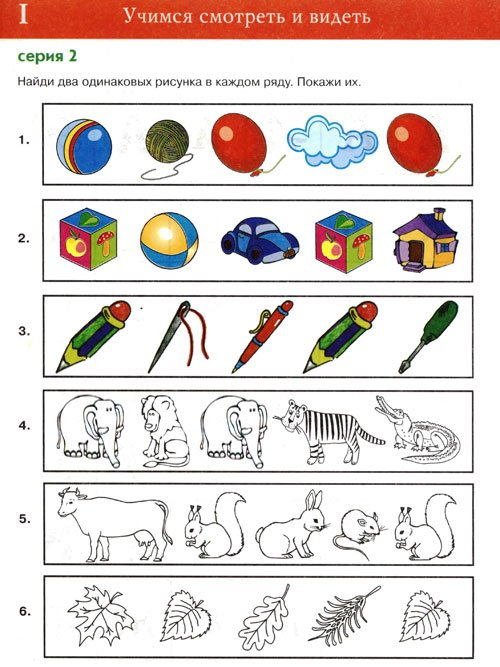 I Учимся смотреть и видеть
серия 2
Найди два одинаковых рисунка в каждом ряду. Покажи их.
1.
2.
3.
4.
5.
6.